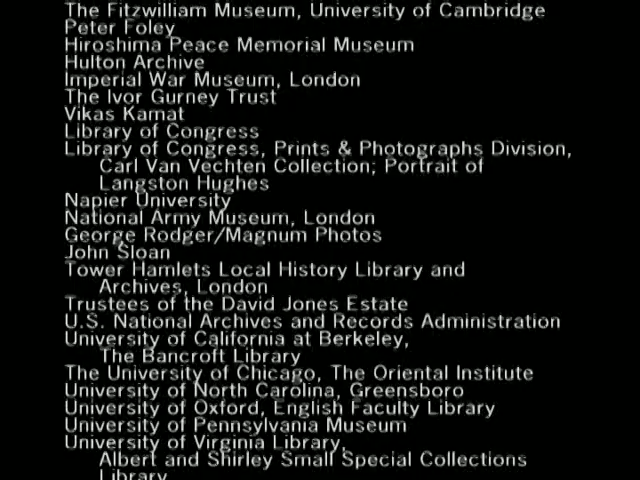 The Fitzwilliam Museum, University of Cambridge
Peter Foley
Hiroshima Peace Memorial Museum
Hulton Archive
Imperial War Museum, London
The Ivor Gurney Trust
Vikas Kamat
Library of Congress
Library of Congress, Prints & Photographs Division,
Carl Van Vechten Collection; Portrait of
Langston Hughes
Napier University
National Army Museum, London
George Rodger/Magnum Photos
John Sloan
Tower Hamlets Local History Library and
Archives, London
Trustees of the David Jones Estate
U.S. National Archives and Records Administration
University of California at Berkeley,
The Bancroft Library
The University of Chicago, The Oriental Institute
University of North Carolina, Greensboro
University of Oxford, English Faculty Library
University of Pennsylvania Museum
University of Virginia Library,
Albert and Shirley Small Special Collections
Library